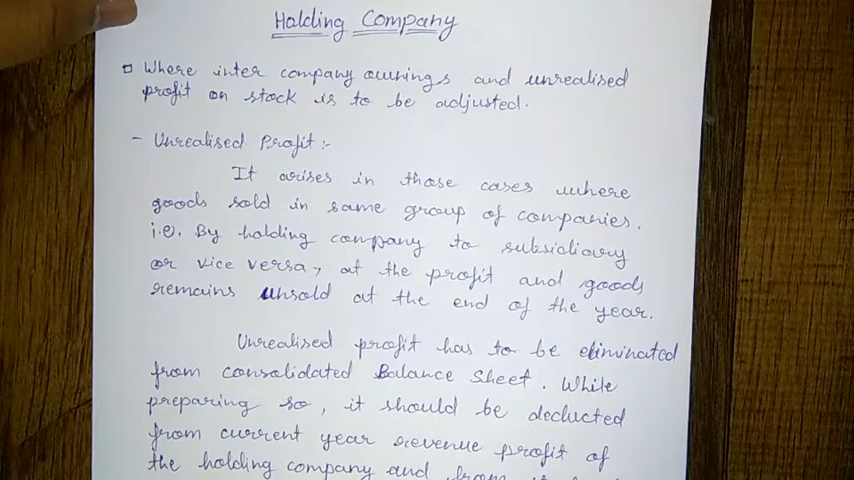 Holding Company
Where inter company owings and unrealised
profit on stock is to be adjusted.
- Unrealised Profit :-
It arises in those cases where
goods sold in same group of companies.
i.e. By holding company to subsidiary
or vice versa, at the profit and goods
remains unsold at the end of the year.
Unrealised profit has to be eliminated
from consolidated Balance Sheet. While
preparing so, it should be deducted
from current year revenue profit of
the holding company and from